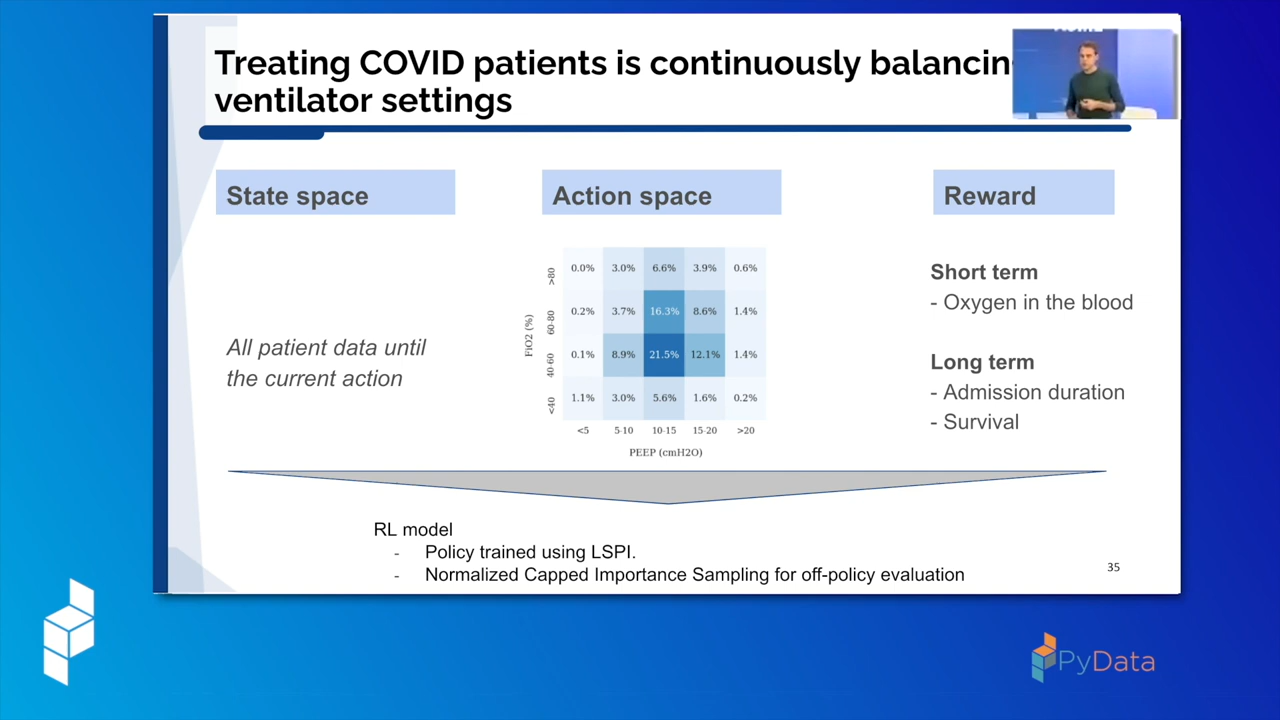 Treating COVID patients is continuously balancin
ventilator settings
State space
Action space
Reward
All patient data until
the current action
FiO2 (%)
>80
60-80
40-60
<40
0.0% 3.0% 6.6% 3.9% 0.6%
0.2% 3.7% 16.3% 8.6% 1.4%
0.1% 8.9% 21.5% 12.1% 1.4%
1.1% 3.0% 5.6% 1.6% 0.2%
<5 5-10 10-15 15-20 >20
PEEP (cmH2O)
Short term
- Oxygen in the blood
Long term
- Admission duration
- Survival
RL model
- Policy trained using LSPI.
- Normalized Capped Importance Sampling for off-policy evaluation
35
PyData